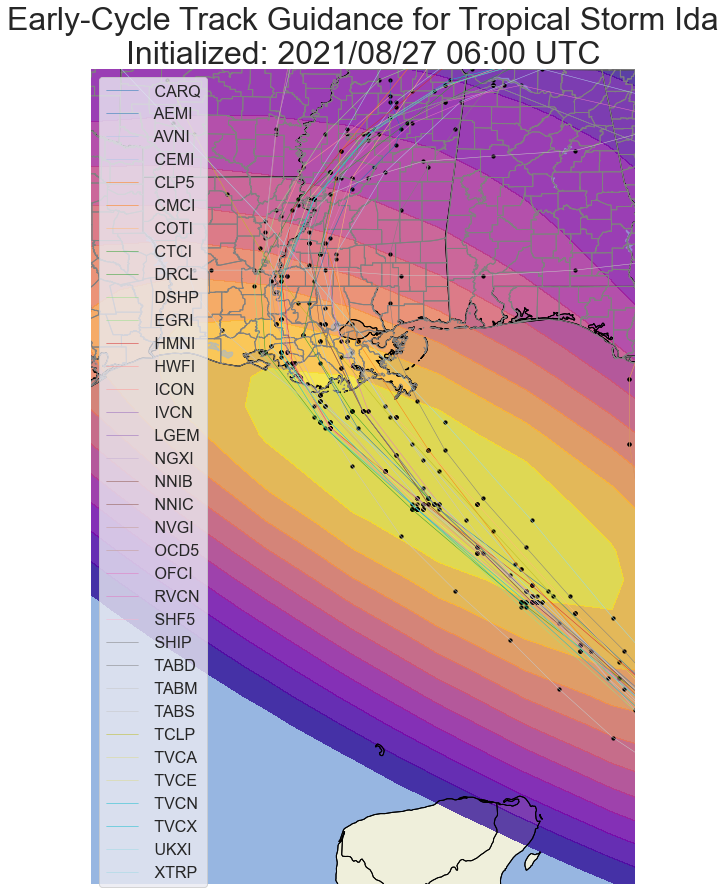 Early-Cycle Track Guidance for Tropical Storm Ida
Initialized: 2021/08/27 06:00 UTC
CARQ
AEMI
AVNI
CEMI
CLP5
CMCI
COTI
CTCI
DRCL
DSHP
EGRI
HMNI
HWFI
ICON
IVCN
LGEM
NGXI
NNIB
NNIC
NVGI
OCD5
OFCI
RVCN
SHF5
SHIP
TABD
TABM
TABS
TCLP
TVCA
TVCE
TVCN
TVCX
UKXI
XTRP